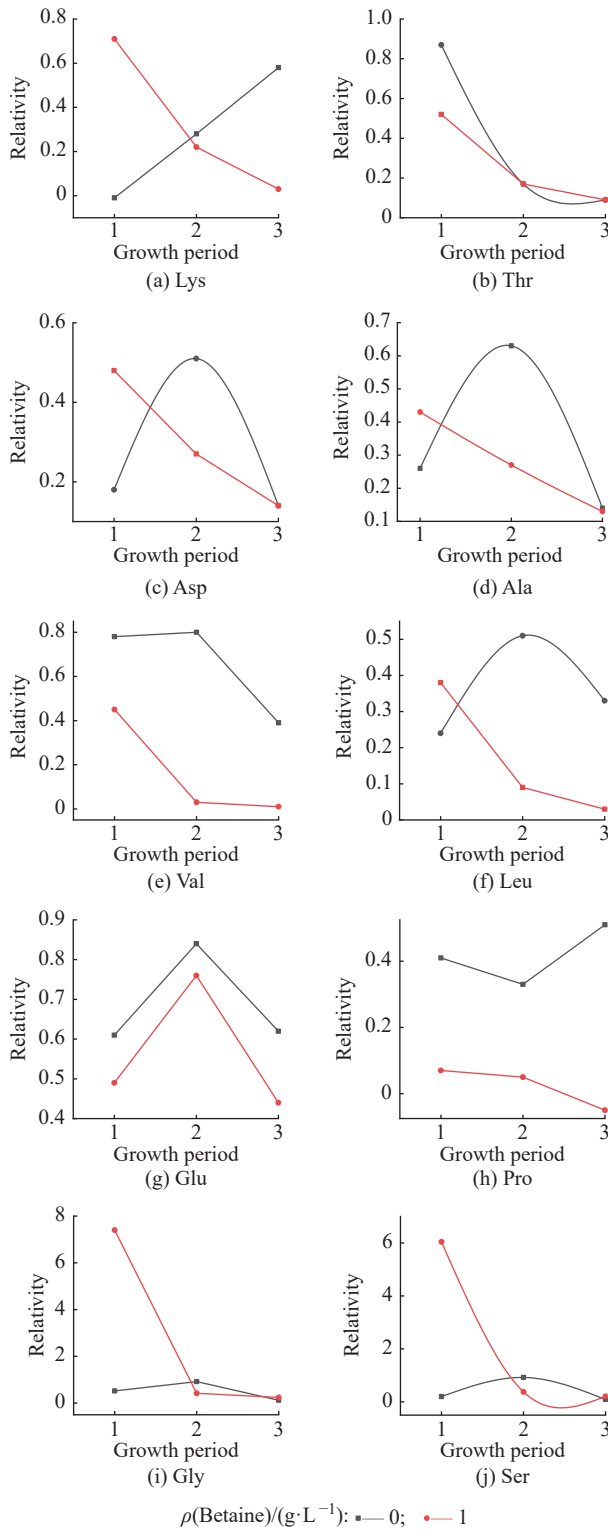 0.8
0.6
0.4
0.2
0
Relativity
1 2 3
Growth period
(a) Lys
1.0
0.8
0.6
0.4
0.2
0
Relativity
1 2 3
Growth period
(b) Thr
0.6
0.4
0.2
Relativity
1 2 3
Growth period
(c) Asp
0.7
0.6
0.5
0.4
0.3
0.2
0.1
Relativity
1 2 3
Growth period
(d) Ala
0.8
0.6
0.4
0.2
0
Relativity
1 2 3
Growth period
(e) Val
0.5
0.4
0.3
0.2
0.1
0
Relativity
1 2 3
Growth period
(f) Leu
0.9
0.8
0.7
0.6
0.5
0.4
Relativity
1 2 3
Growth period
(g) Glu
0.4
0.2
0
Relativity
1 2 3
Growth period
(h) Pro
8
6
4
2
0
Relativity
1 2 3
Growth period
(i) Gly
6
4
2
0
Relativity
1 2 3
Growth period
(j) Ser
ρ(Betaine)/(g·L⁻¹): 0; 1